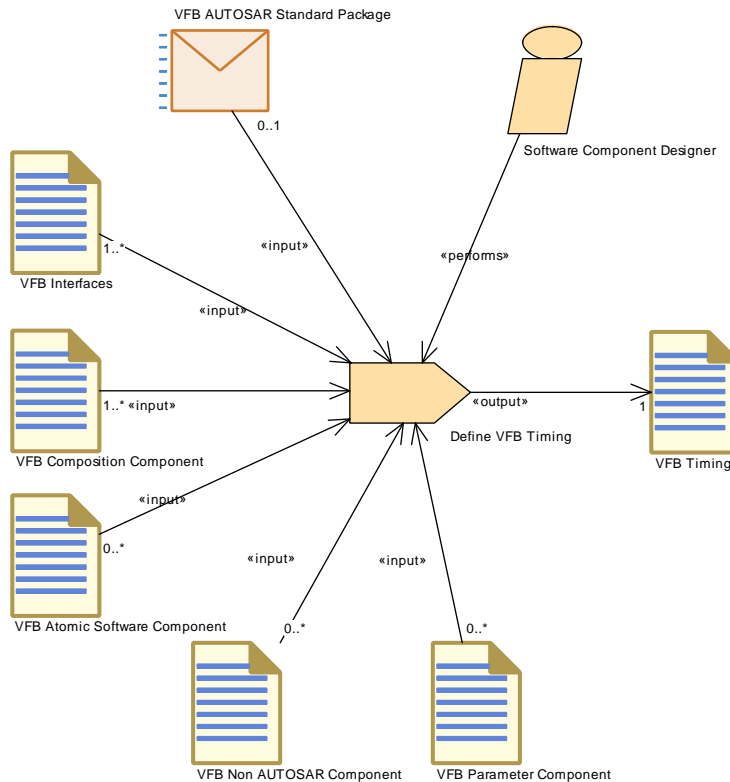 VFB AUTOSAR Standard Package
0..1
Software Component Designer
«input»
«performs»
1..*
VFB Interfaces
«input»
1..* «input»
«output»
1
VFB Composition Component
Define VFB Timing
VFB Timing
«input»
0..*
«input»
«input»
VFB Atomic Software Component
0..*
0..*
VFB Non AUTOSAR Component
VFB Parameter Component